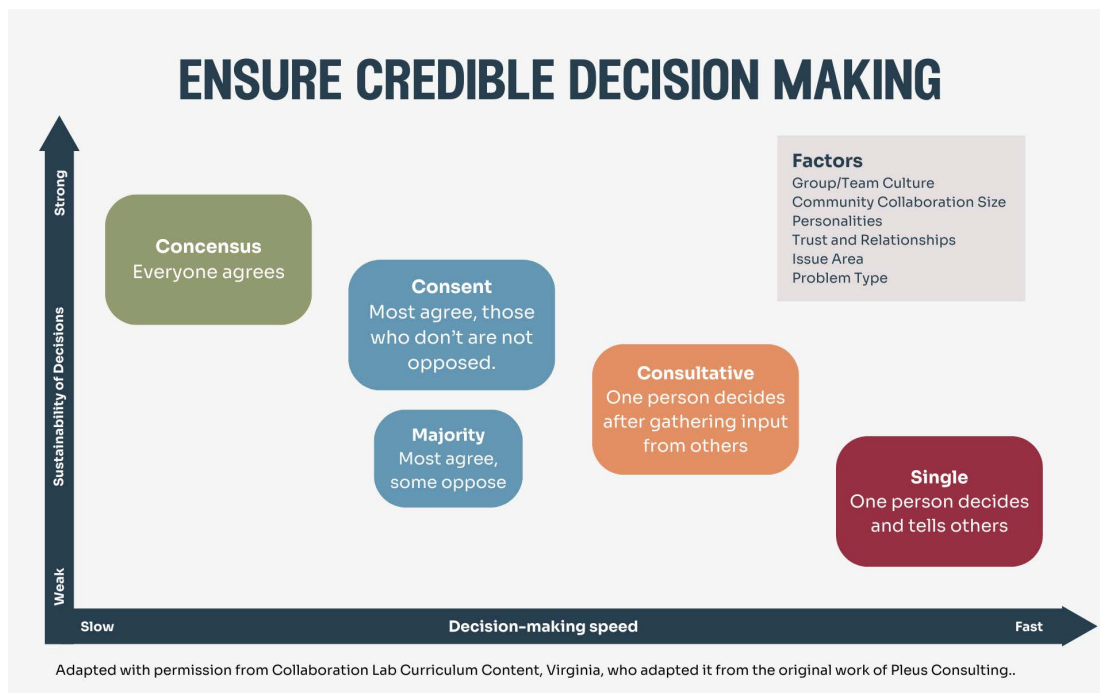 ENSURE CREDIBLE DECISION MAKING
Factors
Group/Team Culture
Community Collaboration Size
Personalities
Trust and Relationships
Issue Area
Problem Type
Strong
Sustainability of Decisions
Weak
Concensus
Everyone agrees
Consent
Most agree, those
who don’t are not
opposed.
Majority
Most agree,
some oppose
Consultative
One person decides
after gathering input
from others
Single
One person decides
and tells others
Slow
Decision-making speed
Fast
Adapted with permission from Collaboration Lab Curriculum Content, Virginia, who adapted it from the original work of Pleus Consulting..